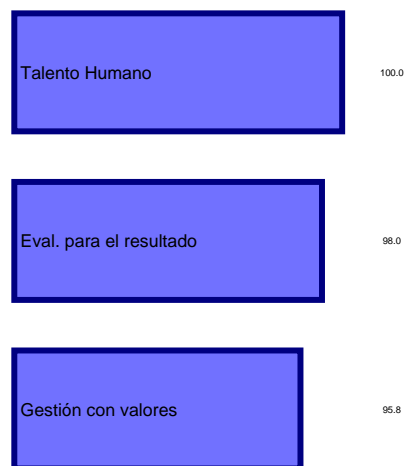 Talento Humano 100.0
Eval. para el resultado 98.0
Gestión con valores 95.8